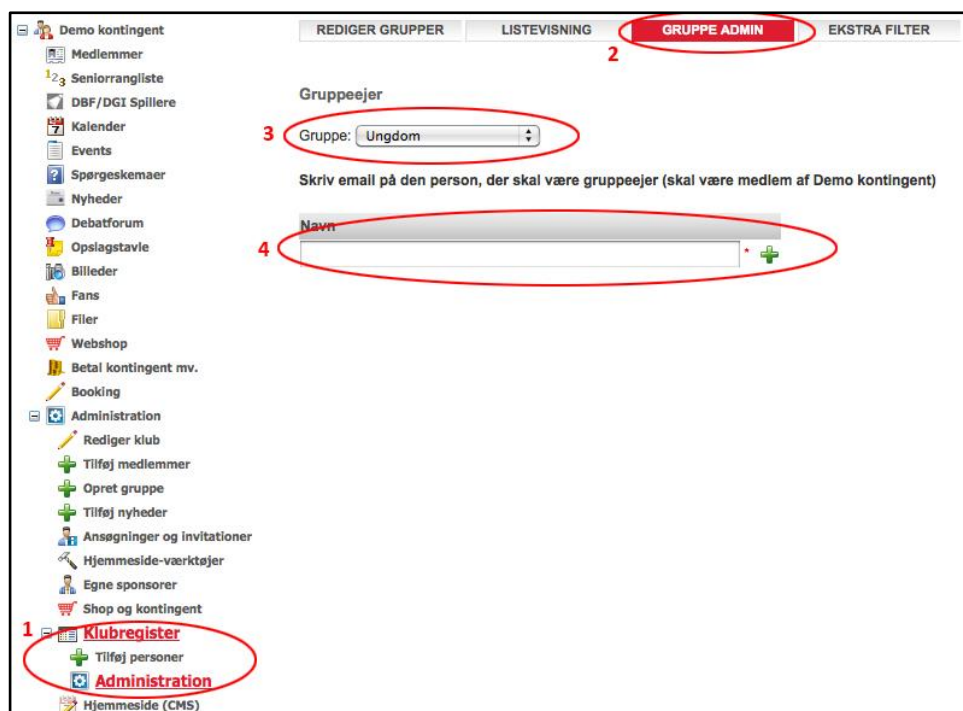 Demo kontingent
Medlemmer
123 Seniorrangliste
DBF/DGI Spillere
7 Kalender
Events
? Spørgeskemaer
Nyheder
Debatforum
Opslagstavle
Billeder
Fans
Filer
Webshop
Betal kontingent mv.
Booking
Administration
Rediger klub
Tilføj medlemmer
Opret gruppe
Tilføj nyheder
Ansøgninger og invitationer
Hjemmeside-værktøjer
Egne sponsorer
Shop og kontingent
1 Klubregister
Tilføj personer
Administration
Hjemmeside (CMS)
REDIGER GRUPPER LISTEVISNING GRUPPE ADMIN EKSTRA FILTER
2
Gruppeejer
3 Gruppe: Ungdom
Skriv email på den person, der skal være gruppeejer (skal være medlem af Demo kontingent)
Navn
4 *